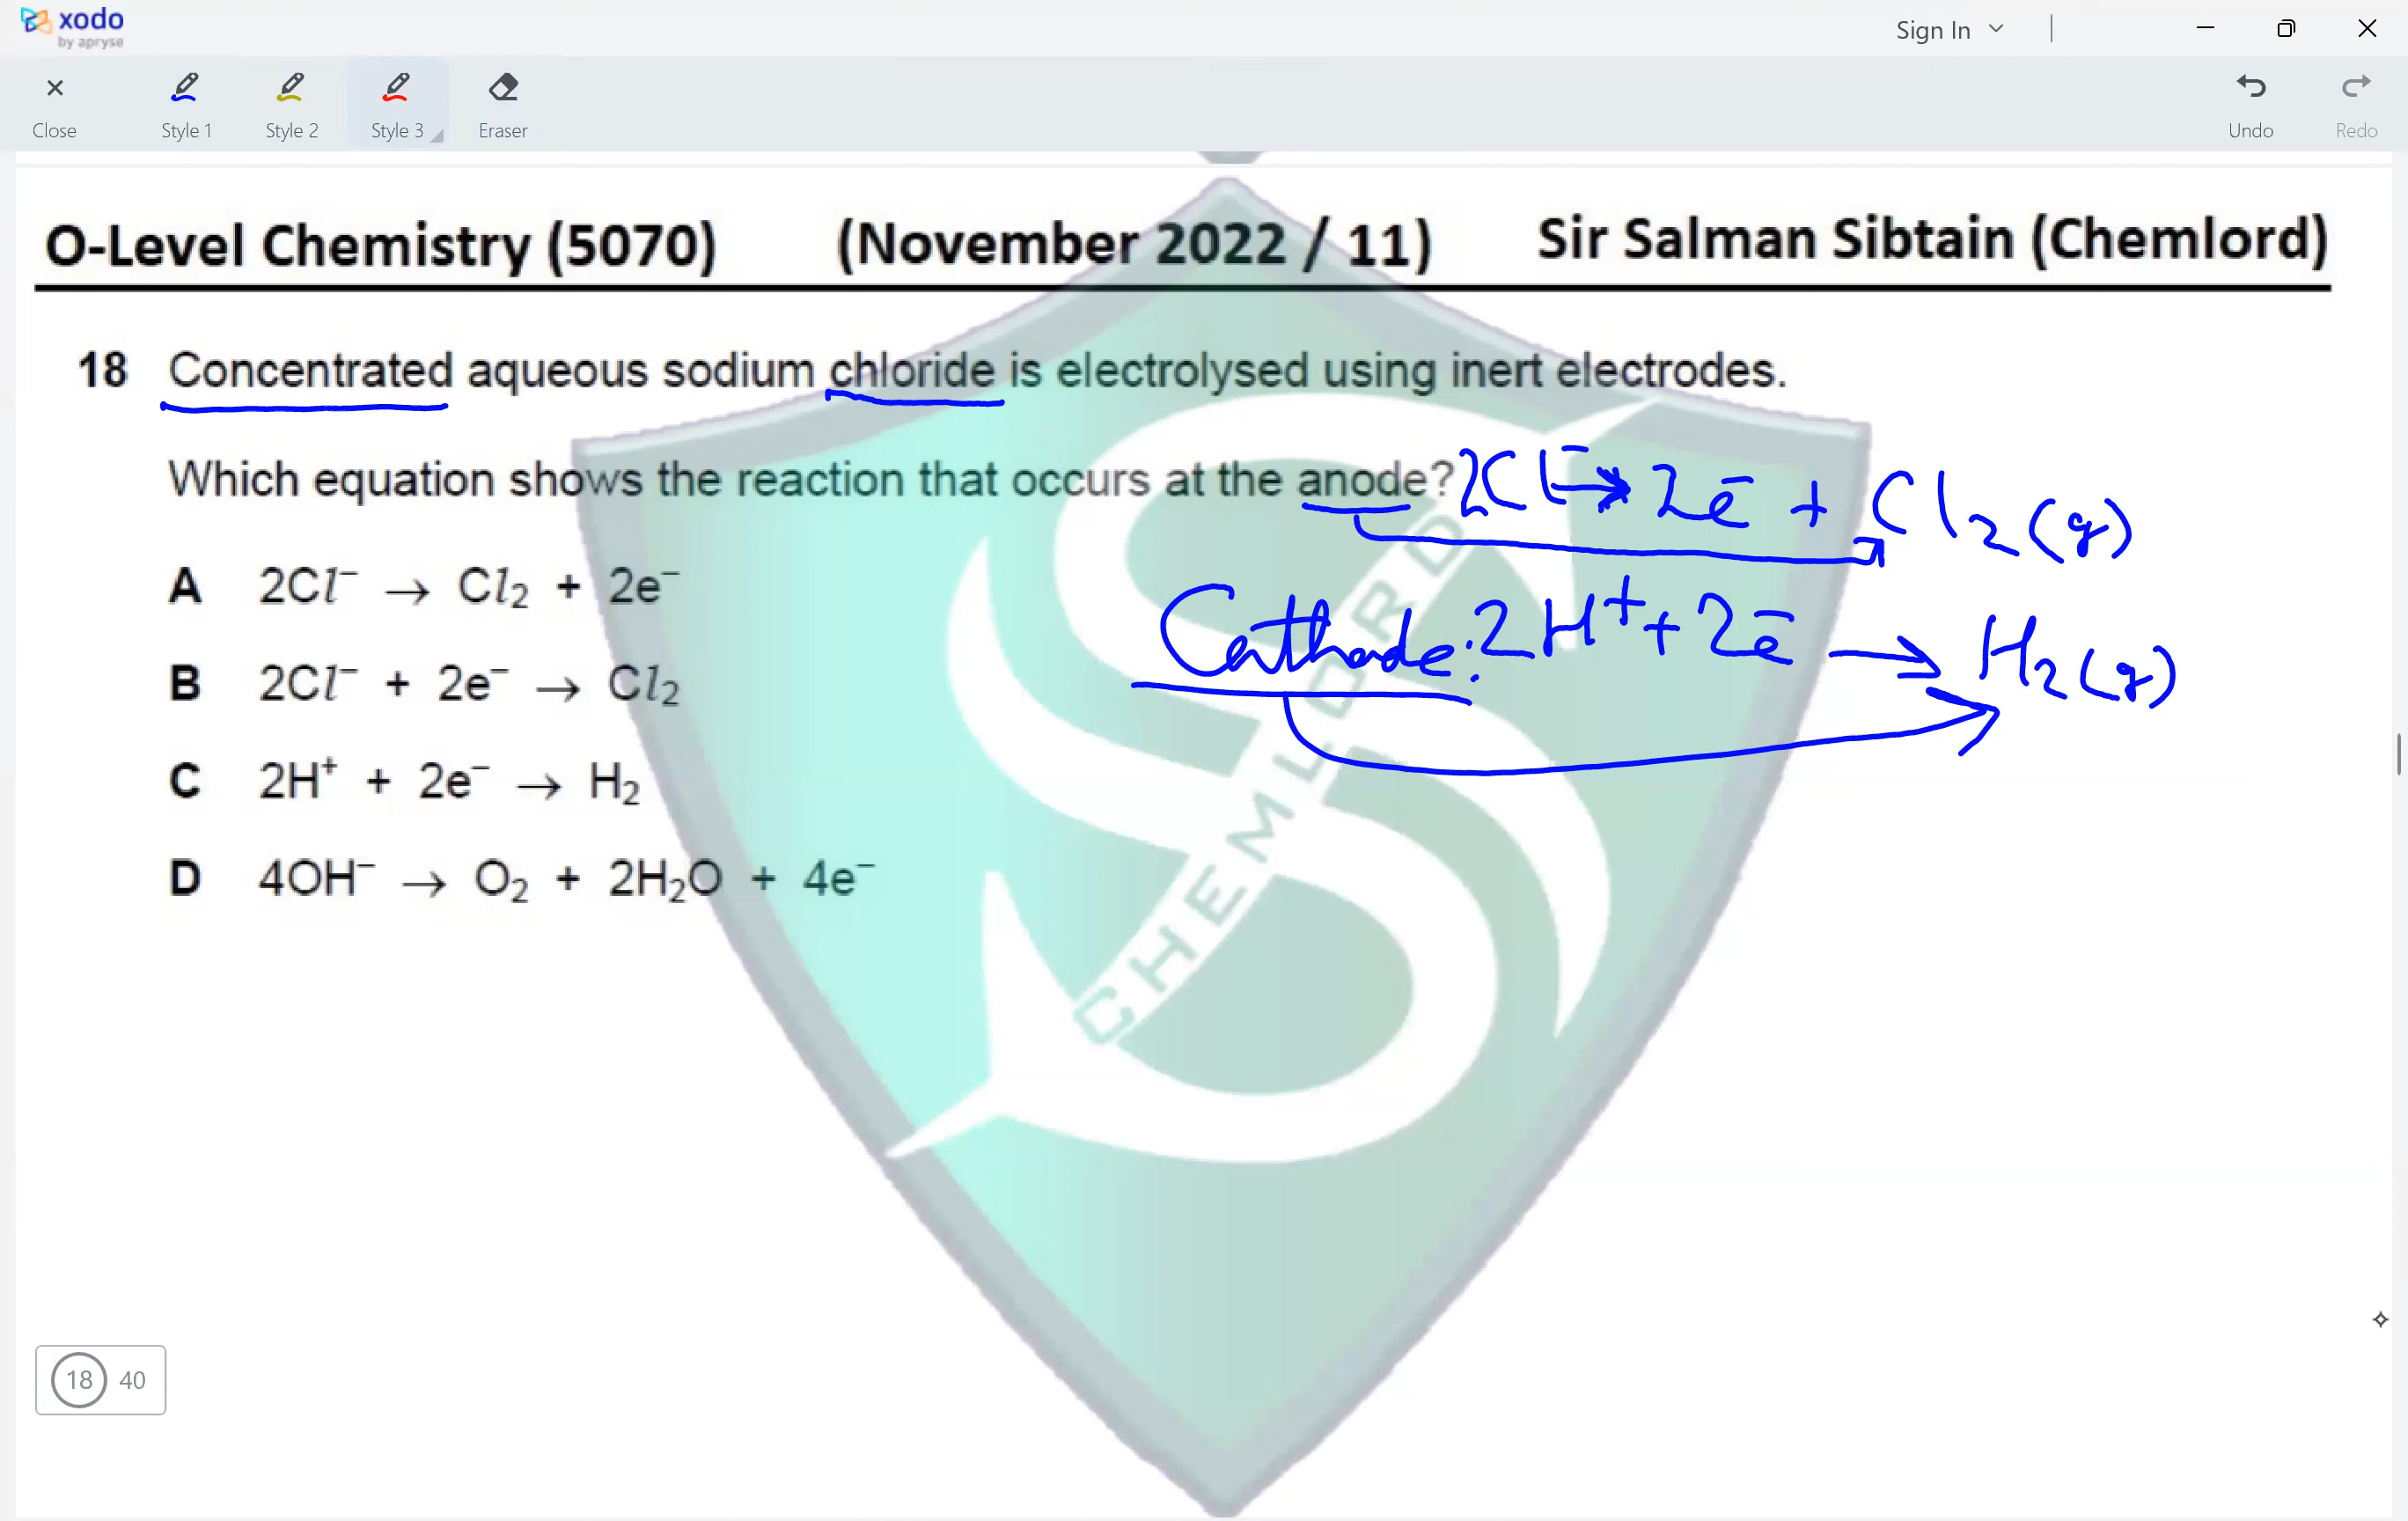 xodo
by apryse
Sign In
Close
Style 1
Style 2
Style 3
Eraser
Undo
Redo
O-Level Chemistry (5070) (November 2022 / 11) Sir Salman Sibtain (Chemlord)
18 Concentrated aqueous sodium chloride is electrolysed using inert electrodes.
Which equation shows the reaction that occurs at the anode? 2Cl⁻ → 2e⁻ + Cl₂(g)
Cathode: 2H⁺ + 2e⁻ → H₂(g)
A 2Cl⁻ → Cl₂ + 2e⁻
B 2Cl⁻ + 2e⁻ → Cl₂
C 2H⁺ + 2e⁻ → H₂
D 4OH⁻ → O₂ + 2H₂O + 4e⁻
CHEMLORD
18 40